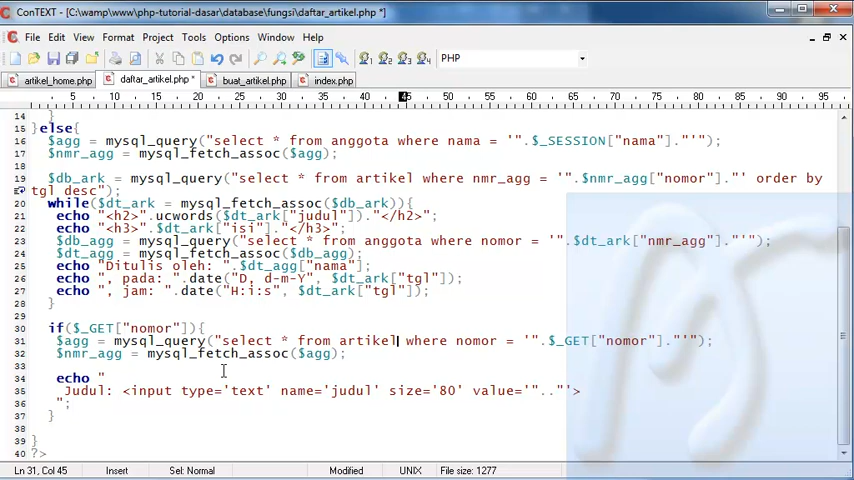 ConTEXT - [C:\wamp\www\php-tutorial-dasar\database\fungsi\daftar_artikel.php *]
File Edit View Format Project Tools Options Window Help
PHP
artikel_home.php daftar_artikel.php * buat_artikel.php index.php
5 10 15 20 25 30 35 40 45 50 55 60 65 70 75 80 85 90 95
14 }
15 }else{
16 $agg = mysql_query("select * from anggota where nama = '".$_SESSION["nama"]."'");
17 $nmr_agg = mysql_fetch_assoc($agg);
18
19 $db_ark = mysql_query("select * from artikel where nmr_agg = '".$nmr_agg["nomor"]."' order by
tgl desc");
20 while($dt_ark = mysql_fetch_assoc($db_ark)){
21 echo "<h2>".ucwords($dt_ark["judul"])."</h2>";
22 echo "<h3>".$dt_ark["isi"]."</h3>";
23 $db_agg = mysql_query("select * from anggota where nomor = '".$dt_ark["nmr_agg"]."'");
24 $dt_agg = mysql_fetch_assoc($db_agg);
25 echo "Ditulis oleh: ".$dt_agg["nama"];
26 echo ", pada: ".date("D, d-m-Y", $dt_ark["tgl"]);
27 echo ", jam: ".date("H:i:s", $dt_ark["tgl"]);
28 }
29
30 if($_GET["nomor"]){
31 $agg = mysql_query("select * from artikel where nomor = '".$_GET["nomor"]."'");
32 $nmr_agg = mysql_fetch_assoc($agg);
33
34 echo "
35 Judul: <input type='text' name='judul' size='80' value='".."'>
36 ";
37 }
38
39 }
40 ?>
Ln 31, Col 45 Insert Sel: Normal Modified UNIX File size: 1277